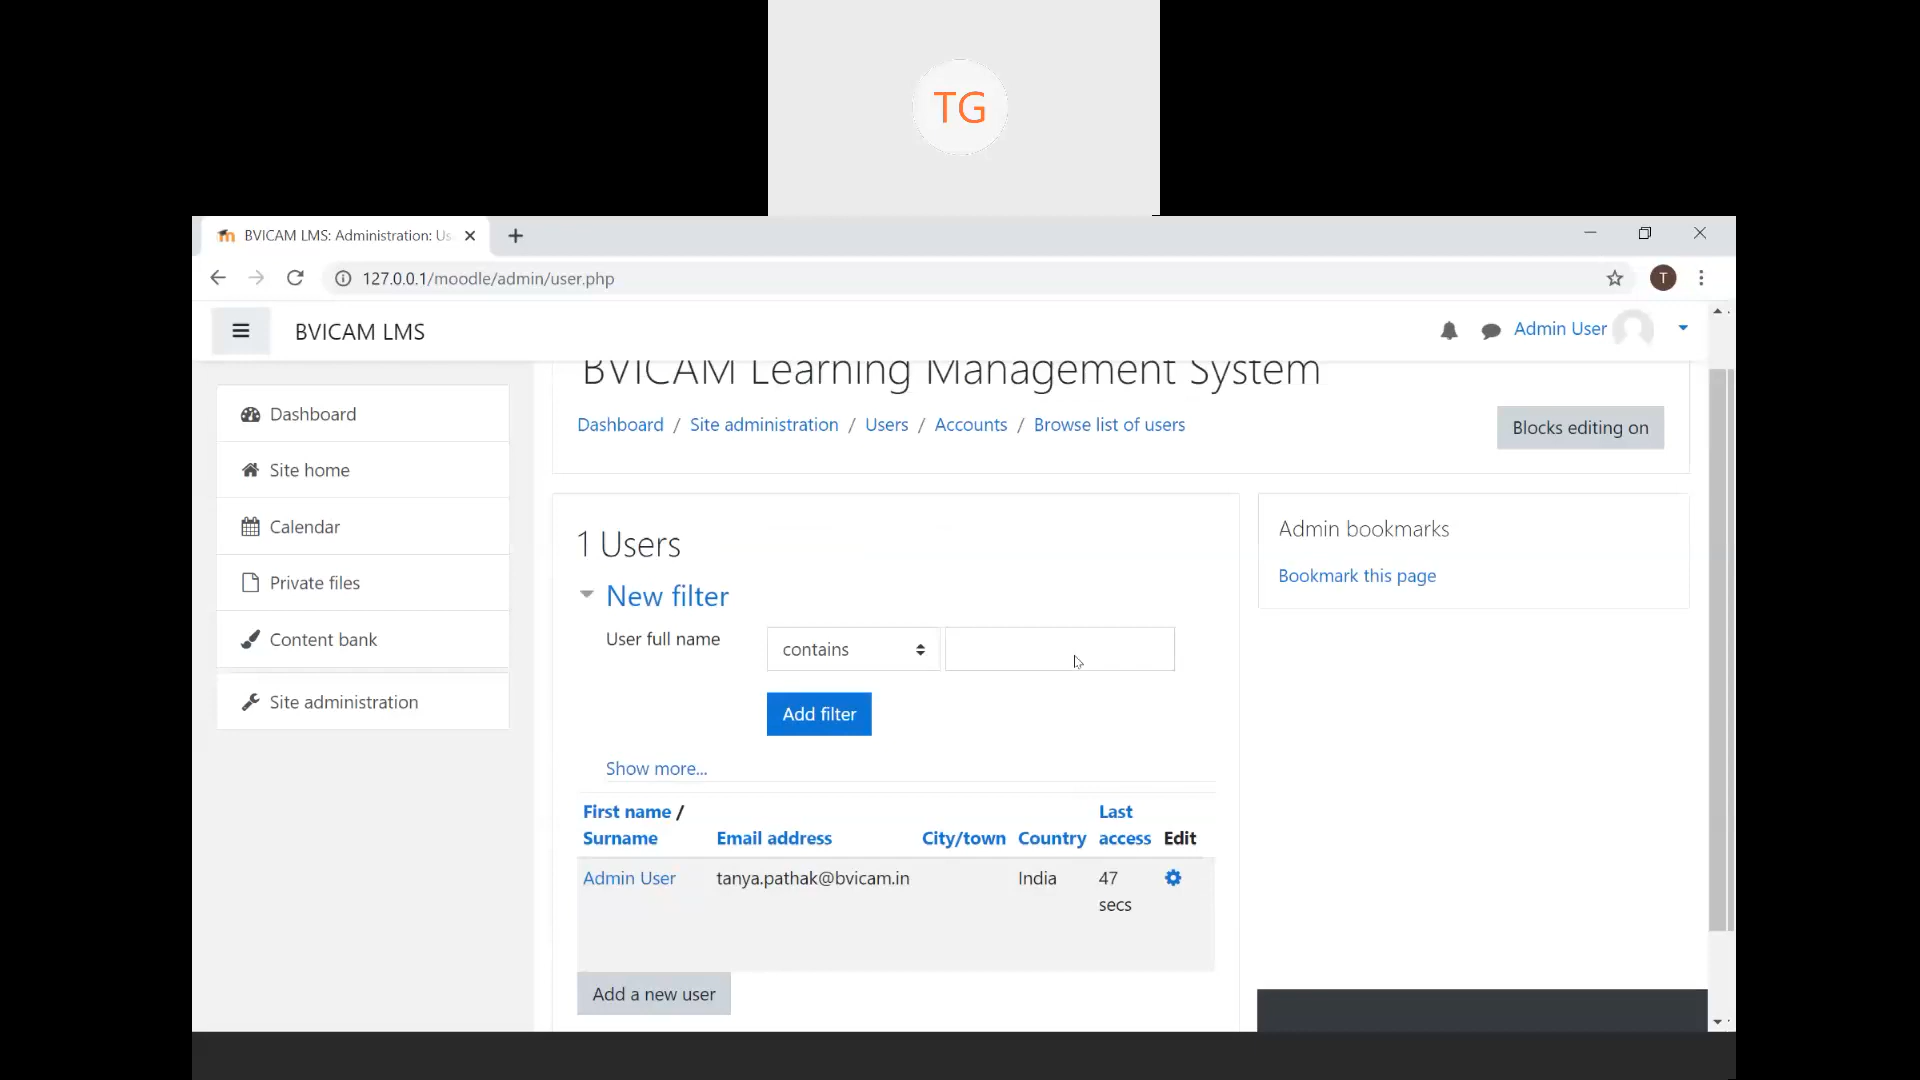 TG
BVICAM LMS: Administration: Us
127.0.0.1/moodle/admin/user.php
T
BVICAM LMS
Admin User
BVICAM Learning Management System
Dashboard / Site administration / Users / Accounts / Browse list of users
Blocks editing on
Dashboard
Site home
Calendar
Private files
Content bank
Site administration
1 Users
New filter
User full name
contains
Add filter
Show more...
First name / Surname
Email address
City/town
Country
Last access
Edit
Admin User
tanya.pathak@bvicam.in
India
47 secs
Add a new user
Admin bookmarks
Bookmark this page